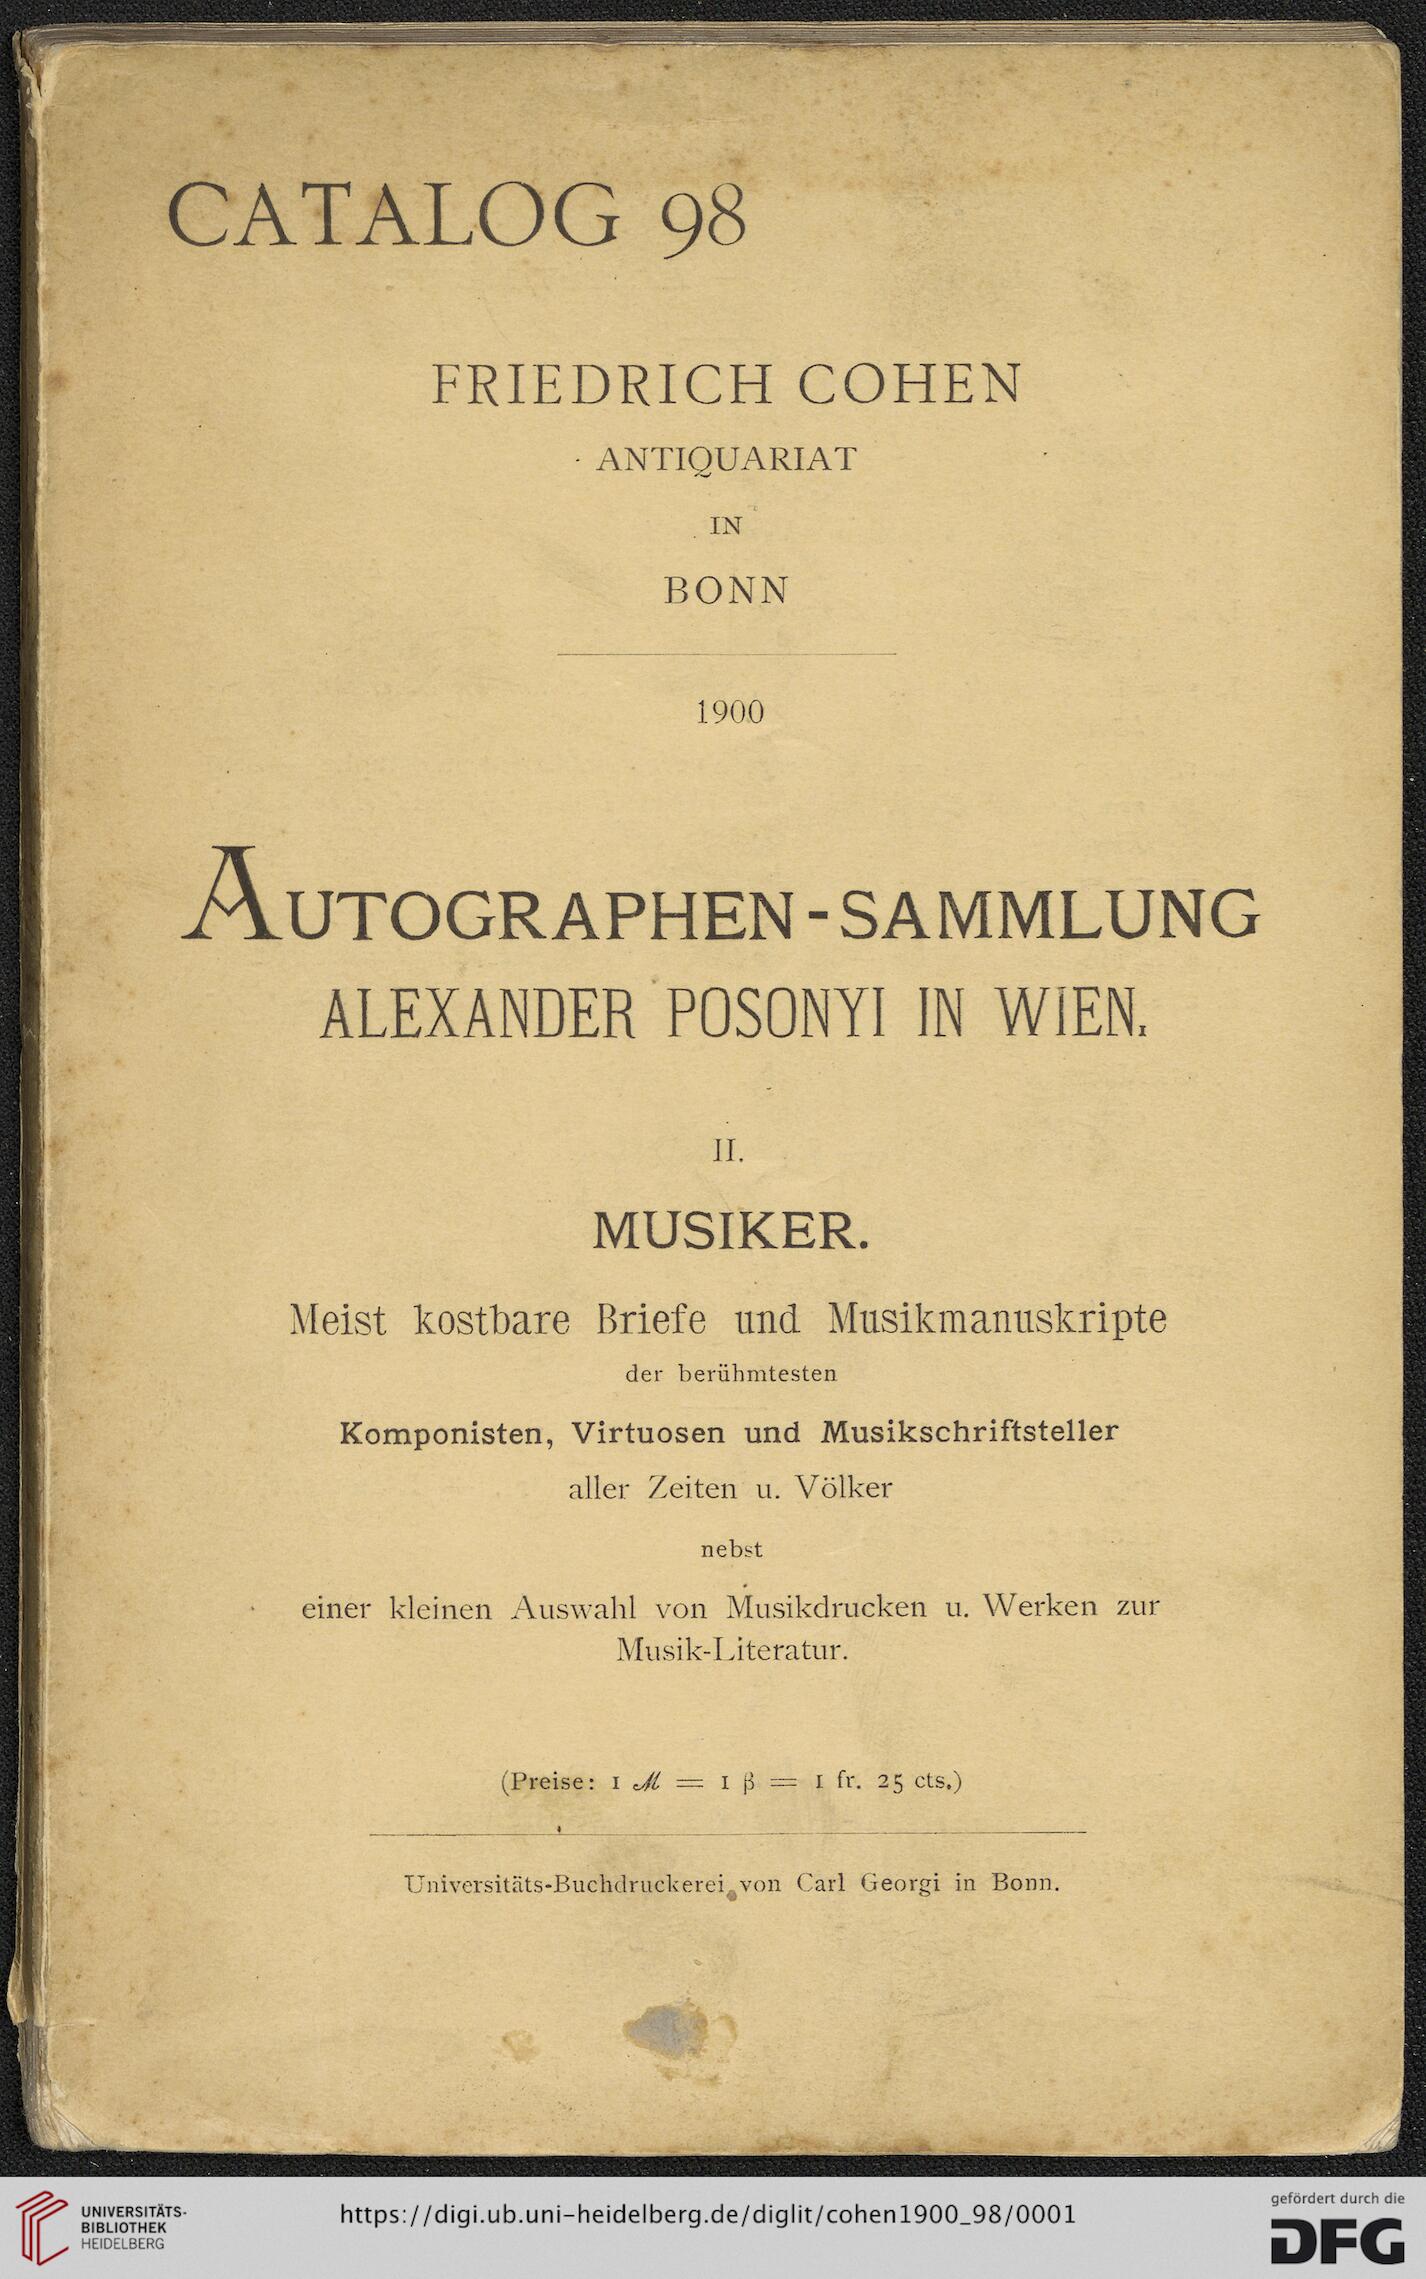 CATALOG 98
FRIEDRICH COHEN
ANTIQUARIAT
IN
BONN
1900
AUTOGRAPHEN-SAMMLUNG
ALEXANDER POSONYI IN WIEN.
II.
MUSIKER.
Meist kostbare Briefe und Musikmanuskripte
der berühmtesten
Komponisten, Virtuosen und Musikschriftsteller
aller Zeiten u. Völker
nebst
einer kleinen Auswahl von Musikdrucken u. Werken zur
Musik-Literatur.
(Preise: 1 ℳ = 1 β = 1 fr. 25 cts.)
Universitäts-Buchdruckerei von Carl Georgi in Bonn.
UNIVERSITÄTS-
BIBLIOTHEK
HEIDELBERG
https://digi.ub.uni-heidelberg.de/diglit/cohen1900_98/0001
gefördert durch die
DFG